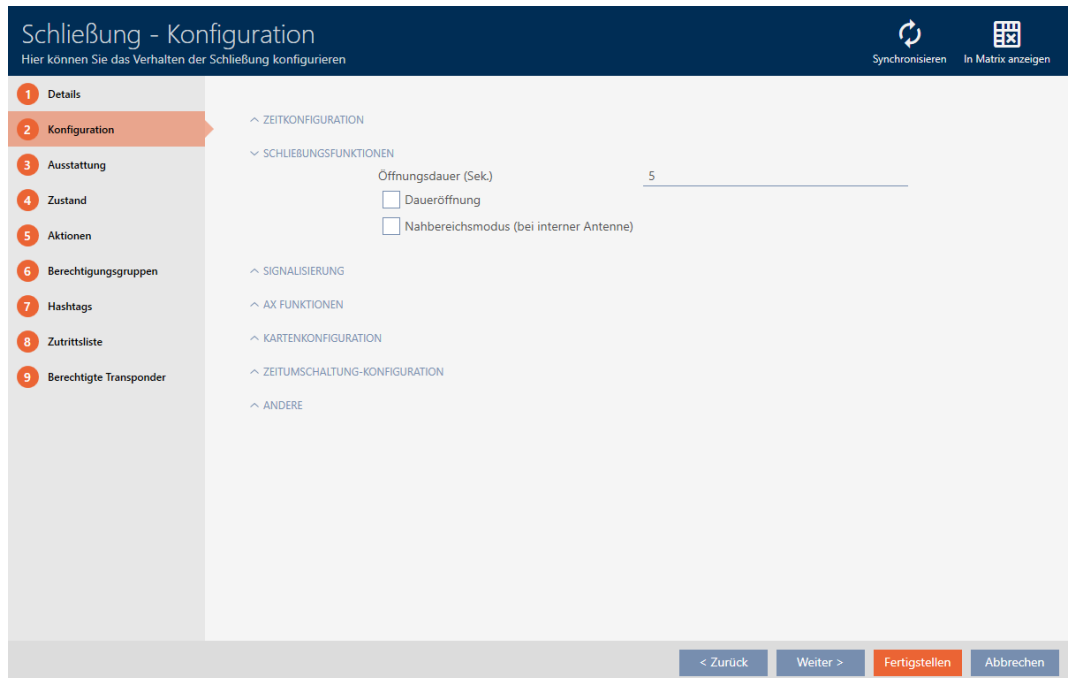 Schließung - Konfiguration
Hier können Sie das Verhalten der Schließung konfigurieren
Synchronisieren
In Matrix anzeigen
1 Details
2 Konfiguration
3 Ausstattung
4 Zustand
5 Aktionen
6 Berechtigungsgruppen
7 Hashtags
8 Zutrittsliste
9 Berechtigte Transponder
ZEITKONFIGURATION
SCHLIEßUNGSFUNKTIONEN
Öffnungsdauer (Sek.) 5
Daueröffnung
Nahbereichsmodus (bei interner Antenne)
SIGNALISIERUNG
AX FUNKTIONEN
KARTENKONFIGURATION
ZEITUMSCHALTUNG-KONFIGURATION
ANDERE
< Zurück
Weiter >
Fertigstellen
Abbrechen